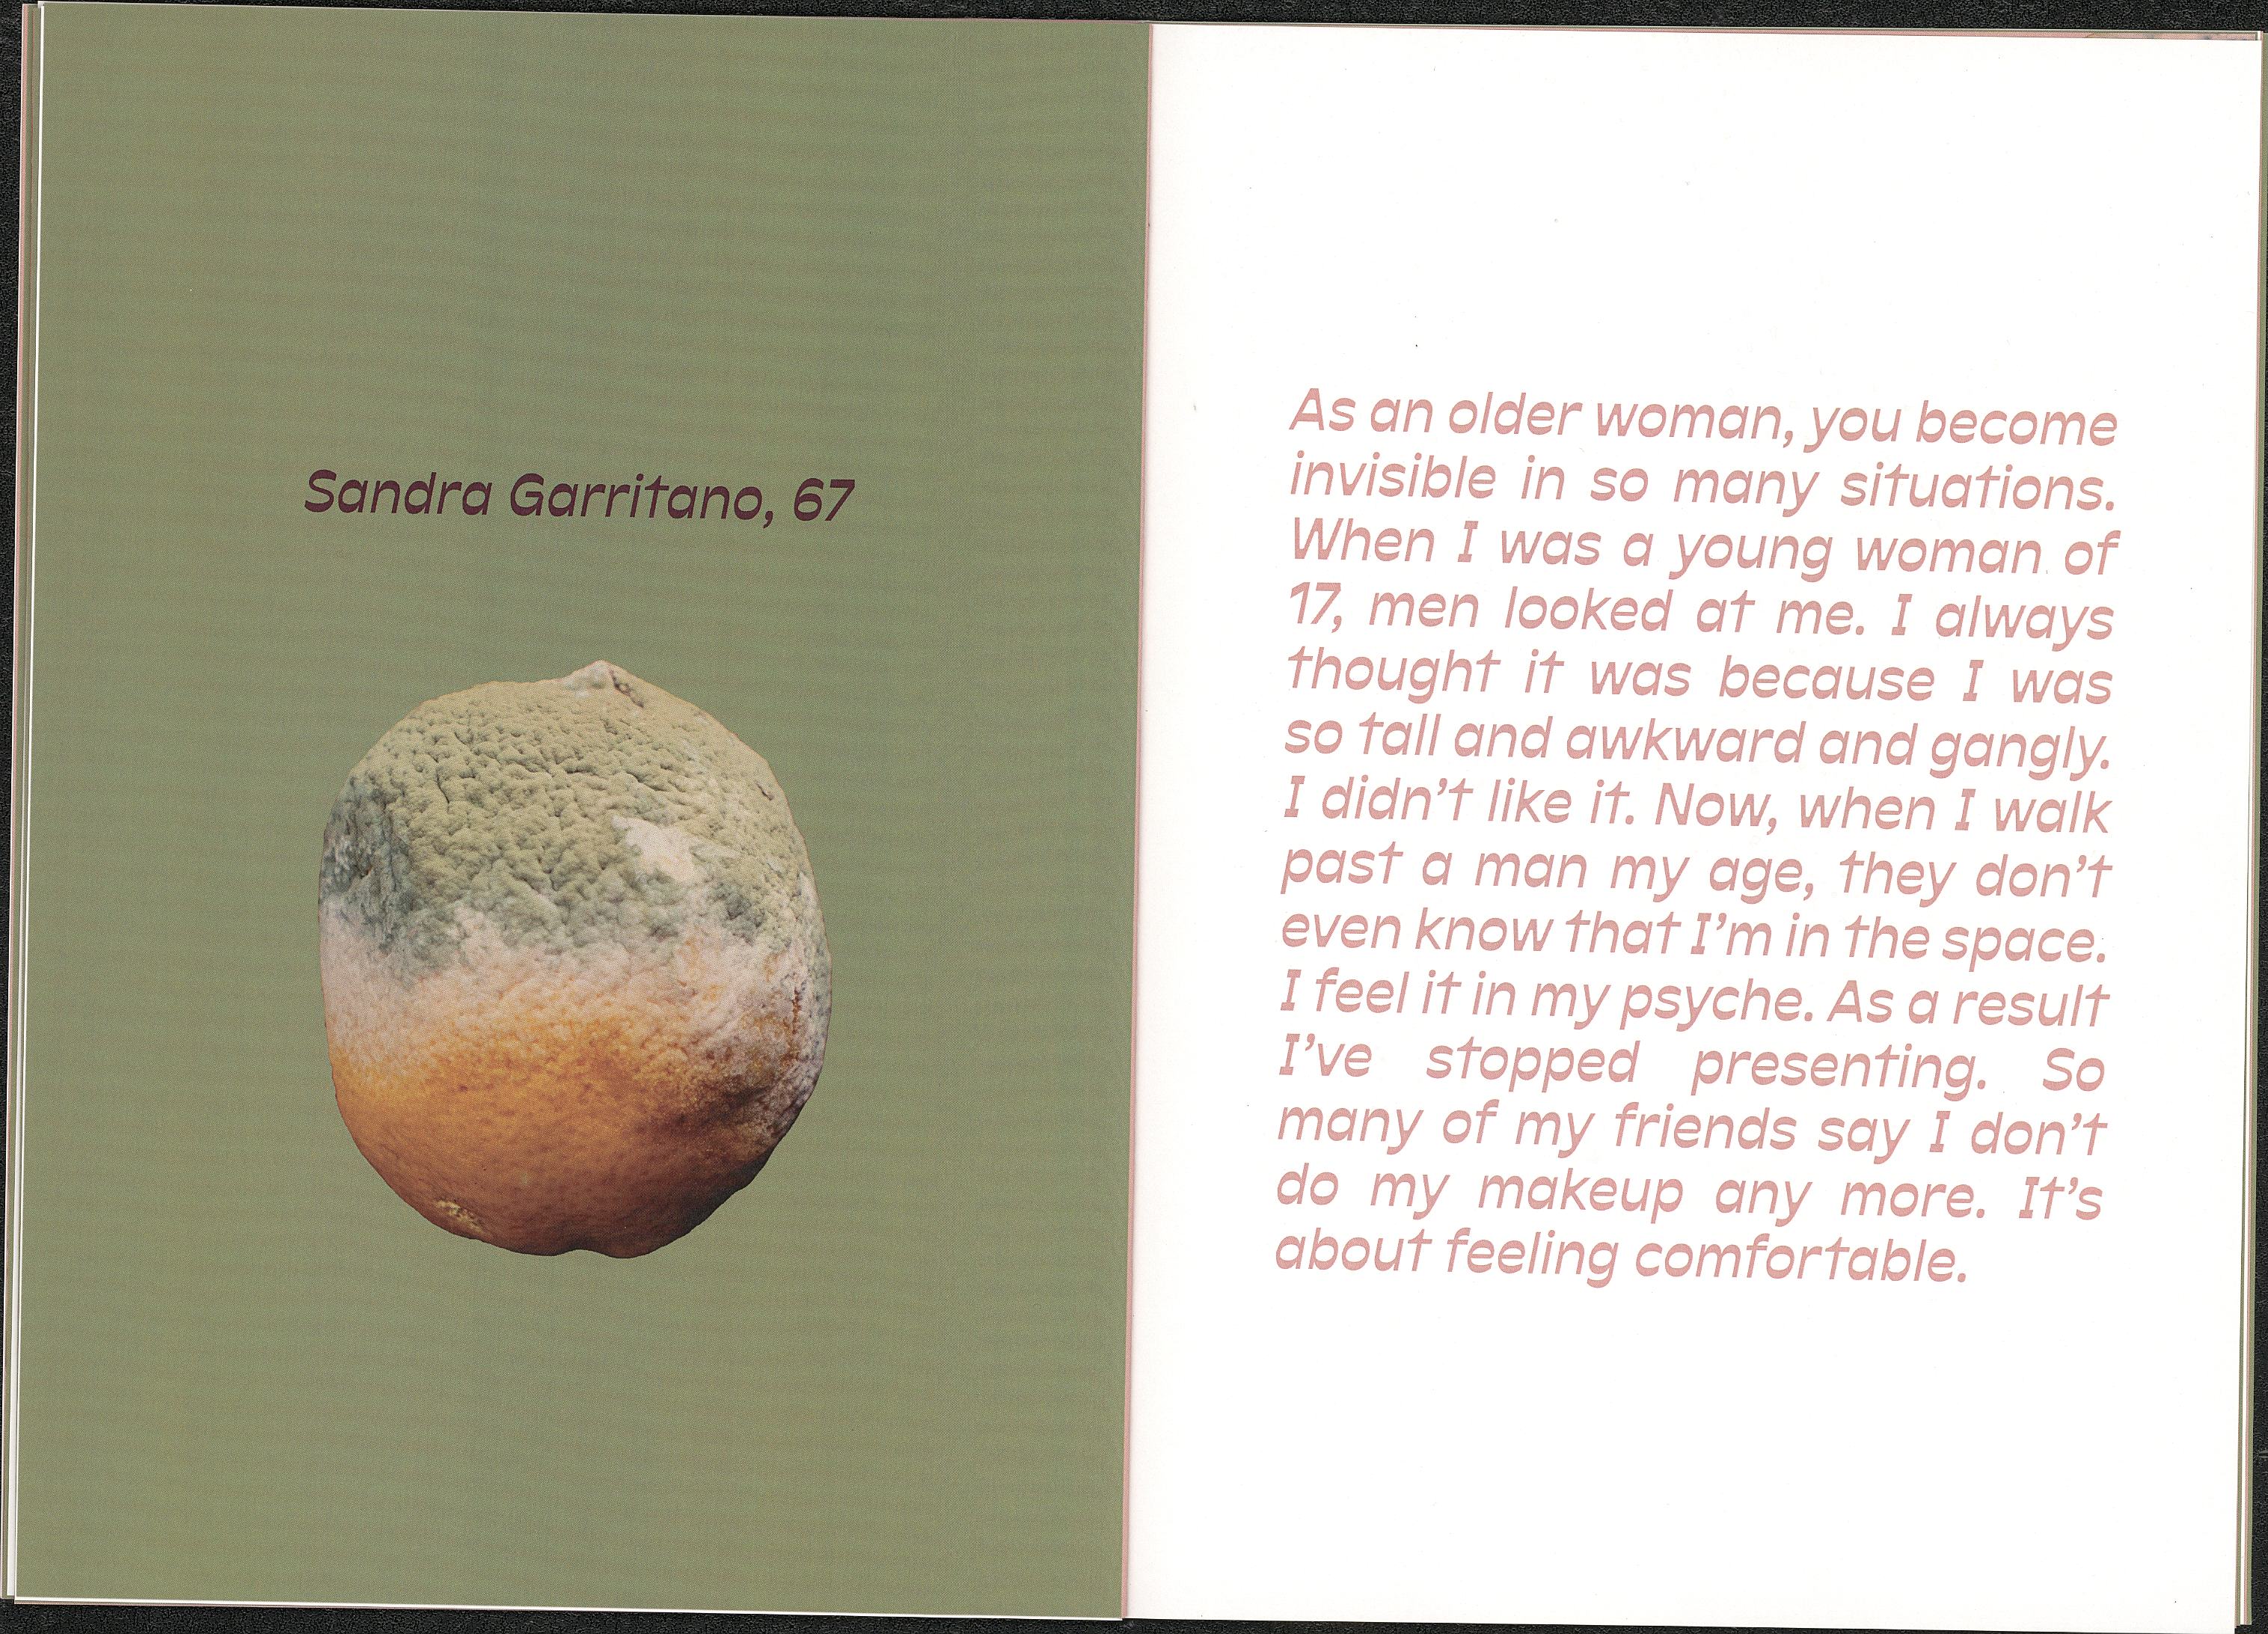 Sandra Garritano, 67
As an older woman, you become
invisible in so many situations.
When I was a young woman of
17, men looked at me. I always
thought it was because I was
so tall and awkward and gangly.
I didn't like it. Now, when I walk
past a man my age, they don't
even know that I'm in the space.
I feel it in my psyche. As a result
I've stopped presenting. So
many of my friends say I don't
do my makeup any more. It's
about feeling comfortable.